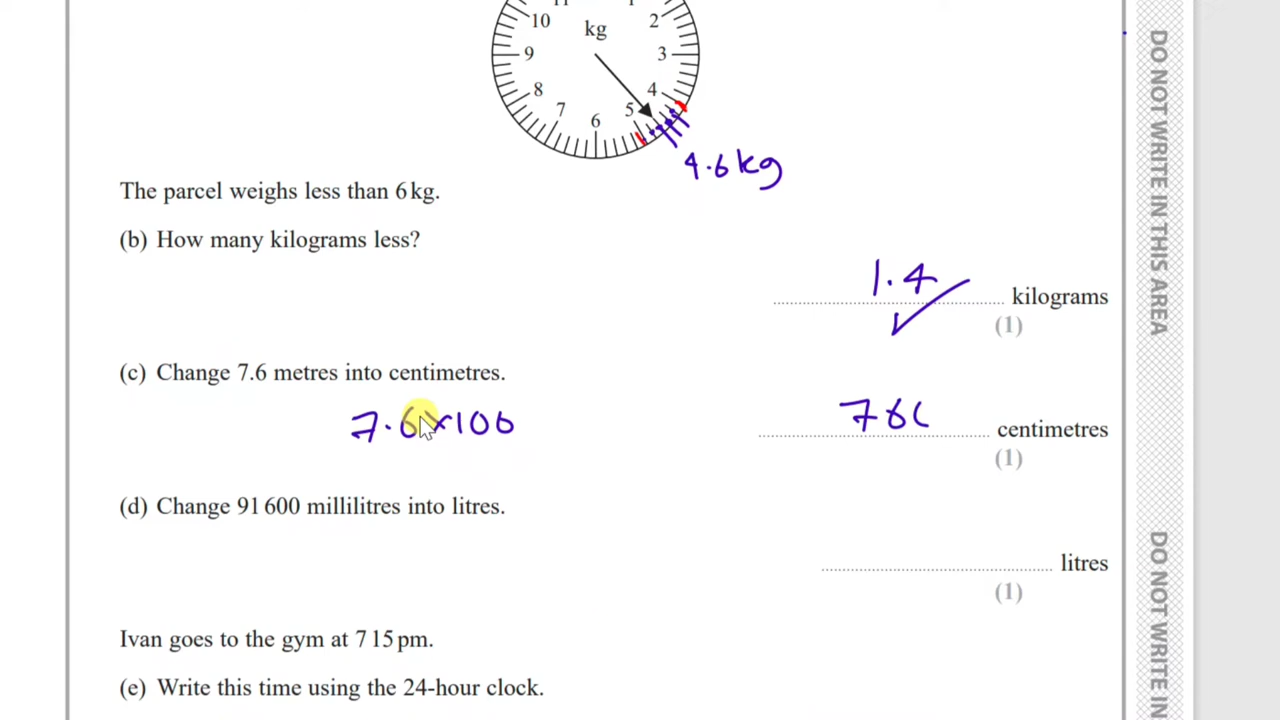 11 1
10 2
kg
9 3
8 4
7 5
6
4.6kg
The parcel weighs less than 6 kg.
(b) How many kilograms less?
1.4
kilograms
(1)
(c) Change 7.6 metres into centimetres.
7.6 x 100
760
centimetres
(1)
(d) Change 91 600 millilitres into litres.
litres
(1)
Ivan goes to the gym at 7 15 pm.
(e) Write this time using the 24-hour clock.
DO NOT WRITE IN THIS AREA
DO NOT WRITE IN